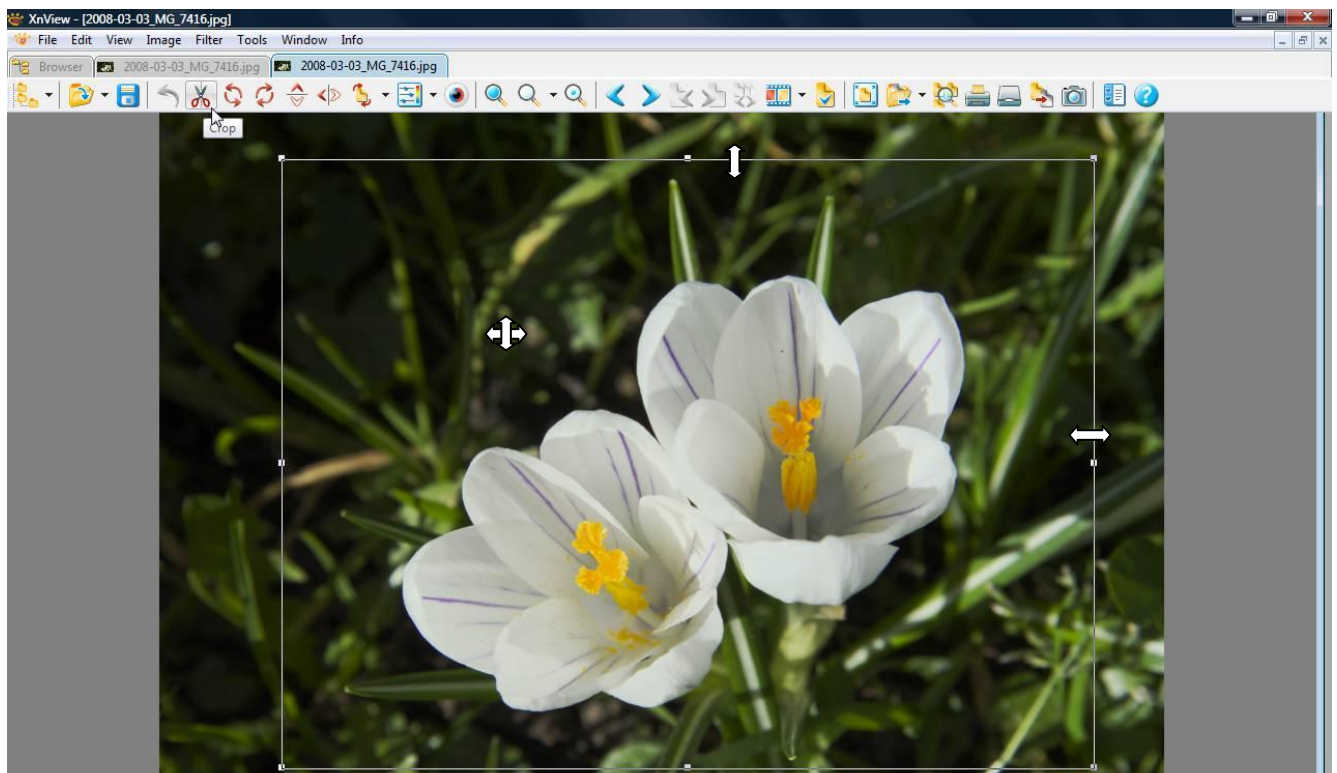 XnView - [2008-03-03_MG_7416.jpg]
File Edit View Image Filter Tools Window Info
Browser 2008-03-03_MG_7416.jpg 2008-03-03_MG_7416.jpg
Crop